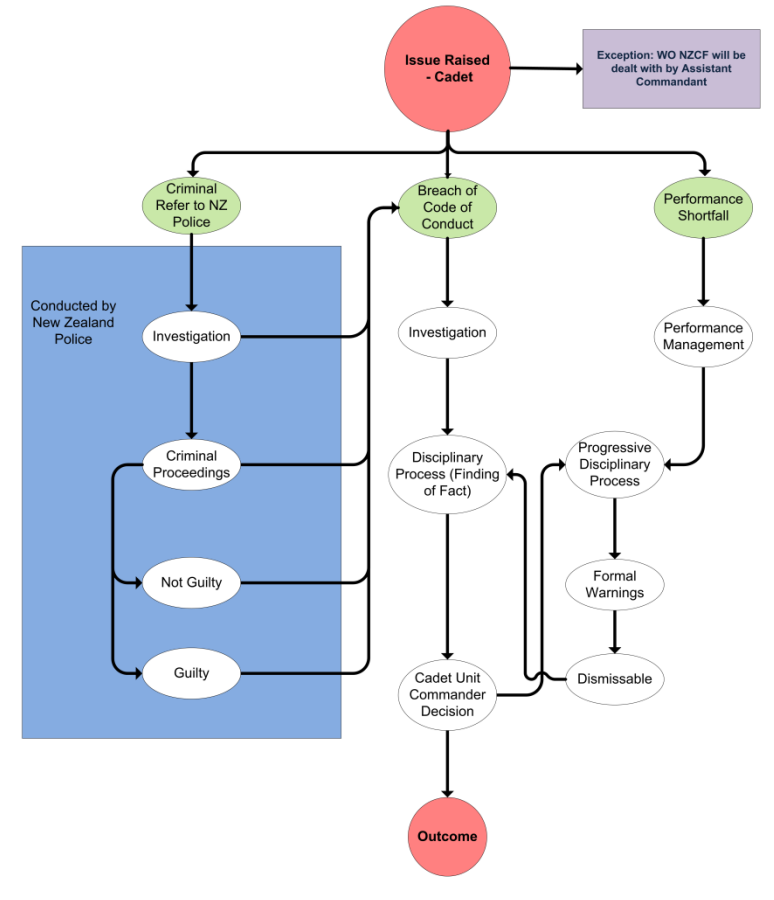 Issue Raised
- Cadet
Exception: WO NZCF will be
dealt with by Assistant
Commandant
Criminal
Refer to NZ
Police
Breach of
Code of
Conduct
Performance
Shortfall
Conducted by
New Zealand
Police
Investigation
Investigation
Performance
Management
Criminal
Proceedings
Disciplinary
Process (Finding
of Fact)
Progressive
Disciplinary
Process
Not Guilty
Formal
Warnings
Guilty
Cadet Unit
Commander
Decision
Dismissable
Outcome